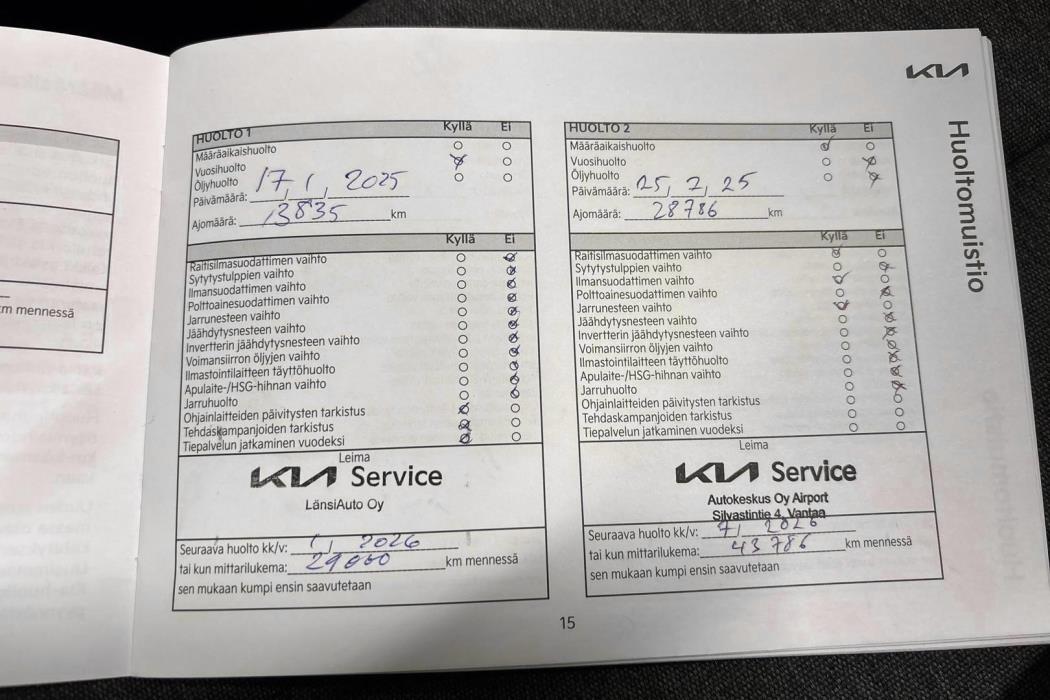 KIA
Huoltomuistio
m mennessä
HUOLTO 1 Kyllä Ei
Määräaikaishuolto
Vuosihuolto
Öljyhuolto
Päivämäärä: 17, 1, 2025
Ajomäärä: 13835 km
Kyllä Ei
Raitisilmasuodattimen vaihto
Sytytystulppien vaihto
Ilmansuodattimen vaihto
Polttoainesuodattimen vaihto
Jarrunesteen vaihto
Jäähdytysnesteen vaihto
Invertterin jäähdytysnesteen vaihto
Voimansiirron öljyjen vaihto
Ilmastointilaitteen täyttöhuolto
Apulaite-/HSG-hihnan vaihto
Jarruhuolto
Ohjainlaitteiden päivitysten tarkistus
Tehdaskampanjoiden tarkistus
Tiepalvelun jatkaminen vuodeksi
Leima
KIA Service
LänsiAuto Oy
Seuraava huolto kk/v: 1, 2026
tai kun mittarilukema: 29000 km mennessä
sen mukaan kumpi ensin saavutetaan
HUOLTO 2 Kyllä Ei
Määräaikaishuolto
Vuosihuolto
Öljyhuolto
Päivämäärä: 25, 2, 25
Ajomäärä: 28786 km
Kyllä Ei
Raitisilmasuodattimen vaihto
Sytytystulppien vaihto
Ilmansuodattimen vaihto
Polttoainesuodattimen vaihto
Jarrunesteen vaihto
Jäähdytysnesteen vaihto
Invertterin jäähdytysnesteen vaihto
Voimansiirron öljyjen vaihto
Ilmastointilaitteen täyttöhuolto
Apulaite-/HSG-hihnan vaihto
Jarruhuolto
Ohjainlaitteiden päivitysten tarkistus
Tehdaskampanjoiden tarkistus
Tiepalvelun jatkaminen vuodeksi
Leima
KIA Service
Autokeskus Oy Airport
Silvastintie 4, Vantaa
Seuraava huolto kk/v: 7, 2026
tai kun mittarilukema: 43786 km mennessä
sen mukaan kumpi ensin saavutetaan
15